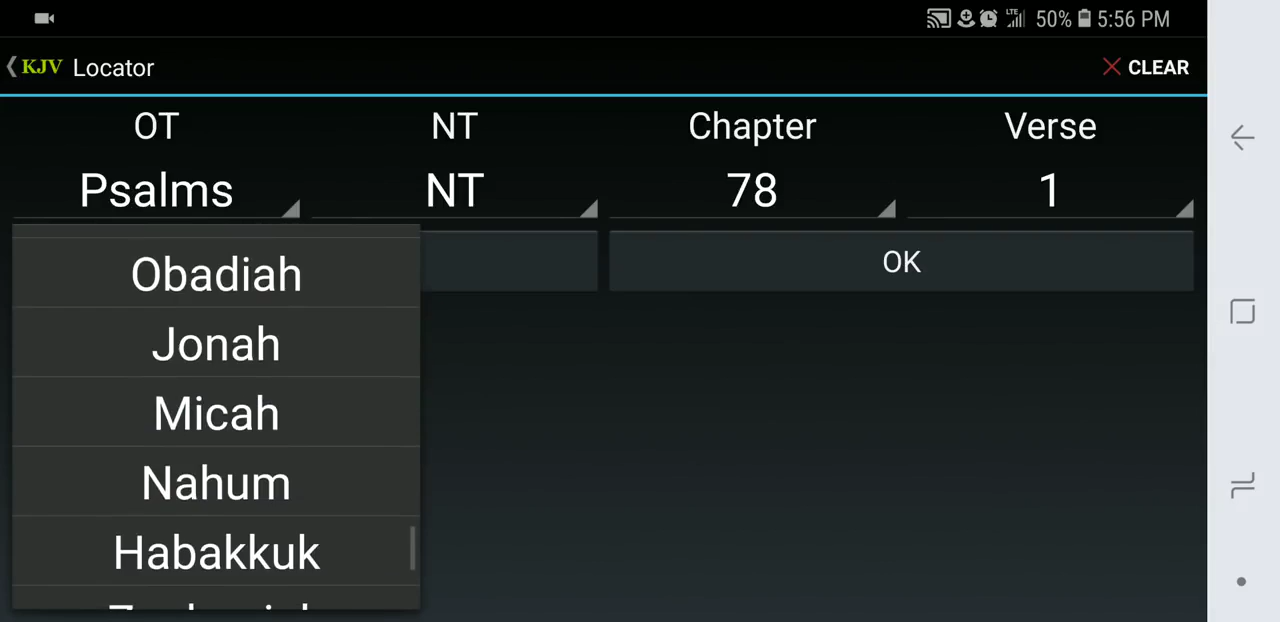 LTE 50% 5:56 PM
KJV Locator CLEAR
OT NT Chapter Verse
Psalms NT 78 1
OK
Obadiah
Jonah
Micah
Nahum
Habakkuk